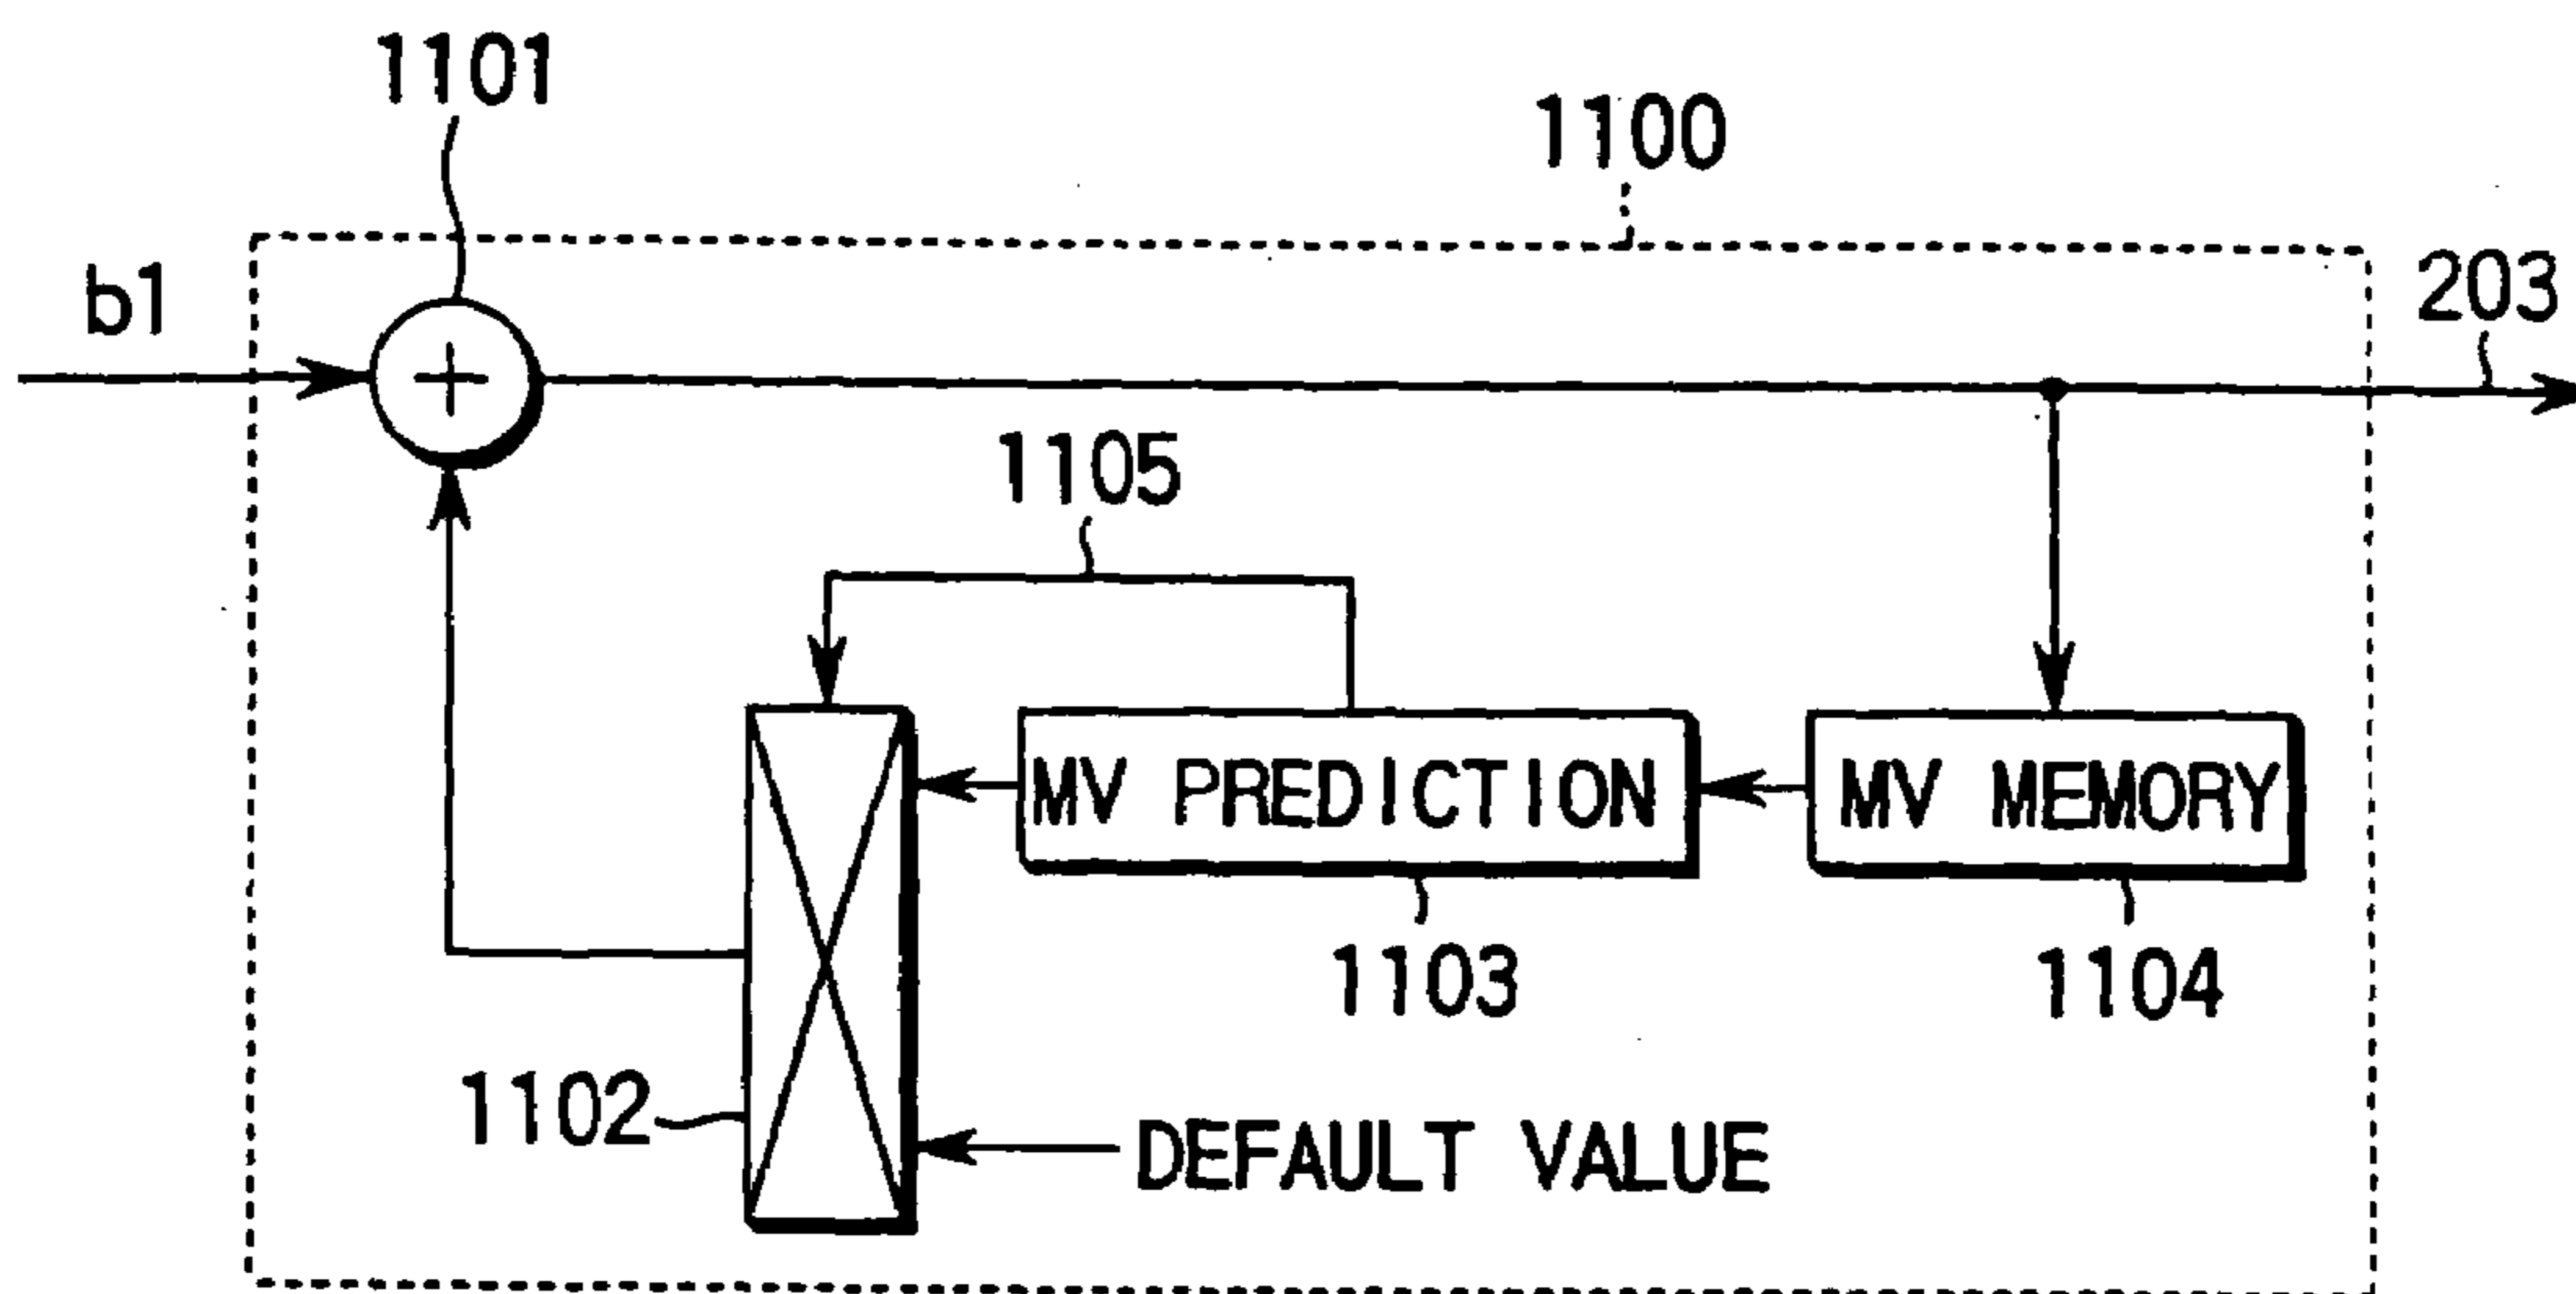 1101
1100
b1
203
1105
MV PREDICTION
MV MEMORY
1103
1104
1102
DEFAULT VALUE